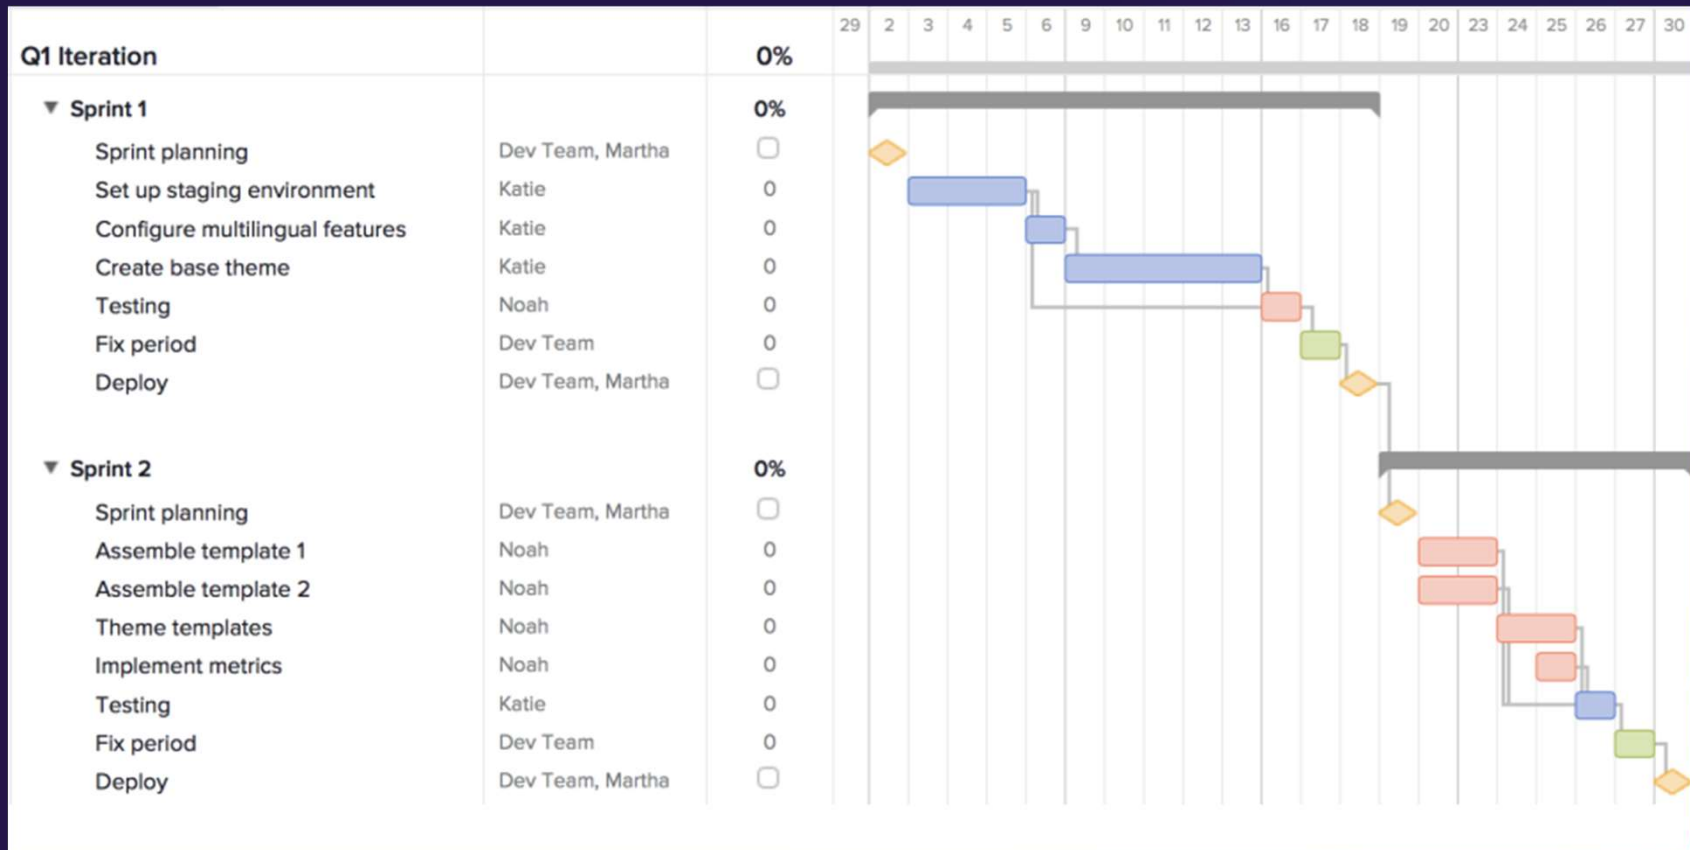 29 2 3 4 5 6 9 10 11 12 13 16 17 18 19 20 23 24 25 26 27 30
Q1 Iteration 0%
Sprint 1 0%
Sprint planning Dev Team, Martha
Set up staging environment Katie 0
Configure multilingual features Katie 0
Create base theme Katie 0
Testing Noah 0
Fix period Dev Team 0
Deploy Dev Team, Martha
Sprint 2 0%
Sprint planning Dev Team, Martha
Assemble template 1 Noah 0
Assemble template 2 Noah 0
Theme templates Noah 0
Implement metrics Noah 0
Testing Katie 0
Fix period Dev Team 0
Deploy Dev Team, Martha